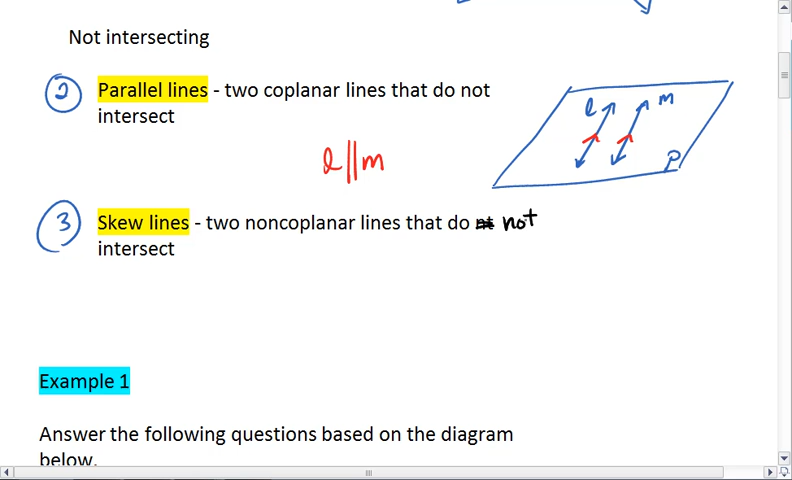 Not intersecting
2 Parallel lines - two coplanar lines that do not
intersect
l m
P
l || m
3 Skew lines - two noncoplanar lines that do not
intersect
Example 1
Answer the following questions based on the diagram
below.